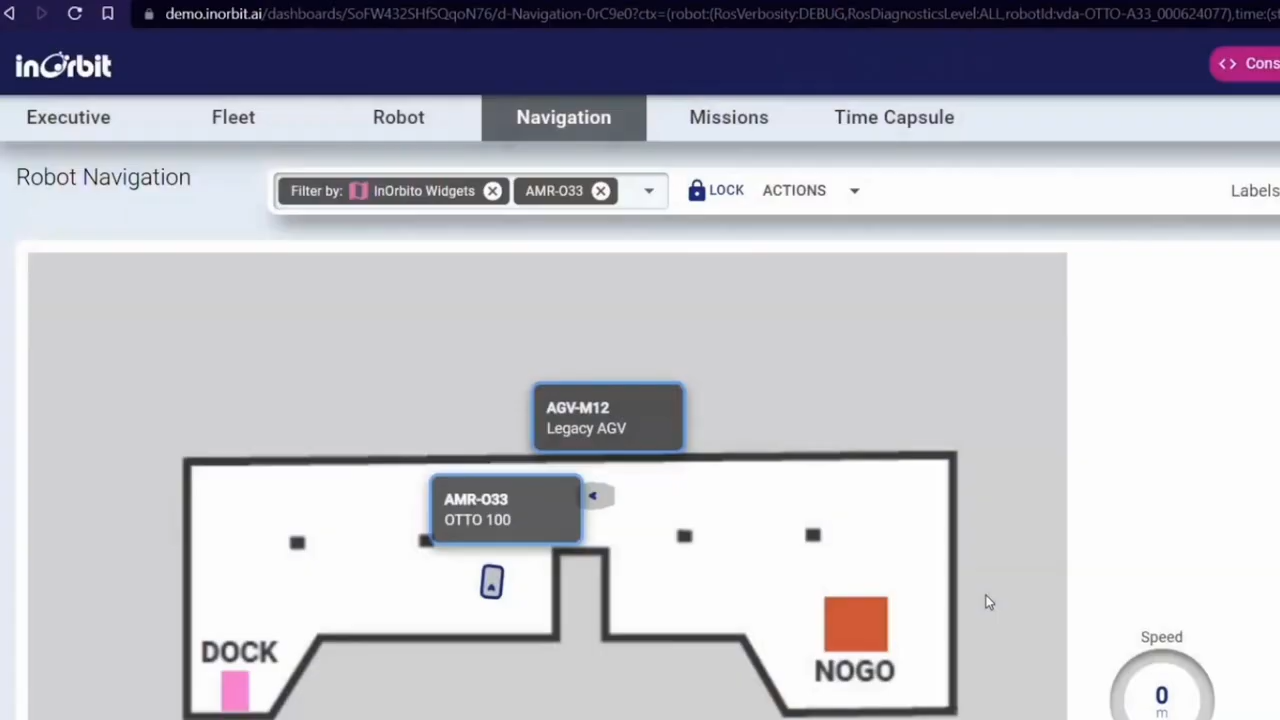 demo.inorbit.ai/dashboards/SoFW432SHfSQqoN76/d-Navigation-0rC9e0?ctx=(robot:(RosVerbosity:DEBUG,RosDiagnosticsLevel:ALL,robotId:vda-OTTO-A33_000624077),time:(s
inOrbit
<> Cons
Executive Fleet Robot Navigation Missions Time Capsule
Robot Navigation
Filter by: InOrbito Widgets AMR-O33 LOCK ACTIONS Labels
AGV-M12
Legacy AGV
AMR-O33
OTTO 100
DOCK
NOGO
Speed
0
m